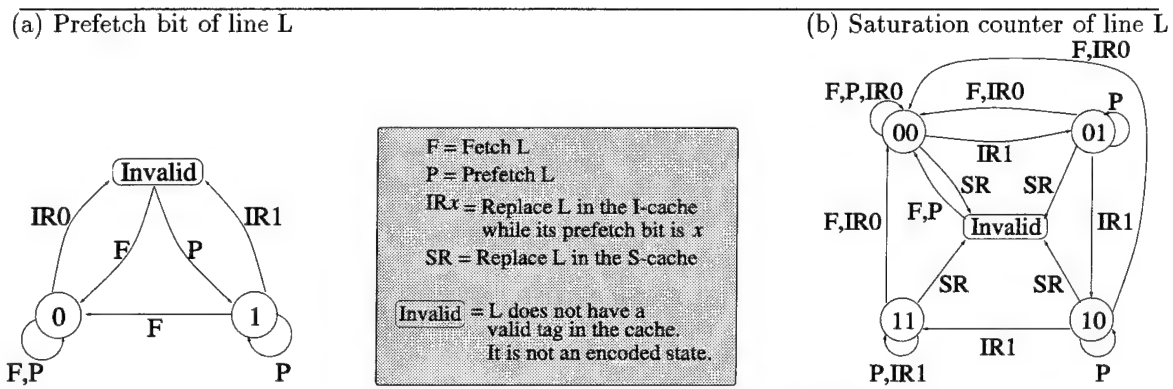 (a) Prefetch bit of line L
Invalid
IR0
IR1
F
P
0
1
F
F,P
P
F = Fetch L
P = Prefetch L
IRx = Replace L in the I-cache
while its prefetch bit is x
SR = Replace L in the S-cache
Invalid = L does not have a
valid tag in the cache.
It is not an encoded state.
(b) Saturation counter of line L
F,IR0
F,P,IR0
F,IR0
P
00
01
IR1
SR
SR
F,IR0
F,P
Invalid
IR1
SR
SR
11
10
IR1
P,IR1
P